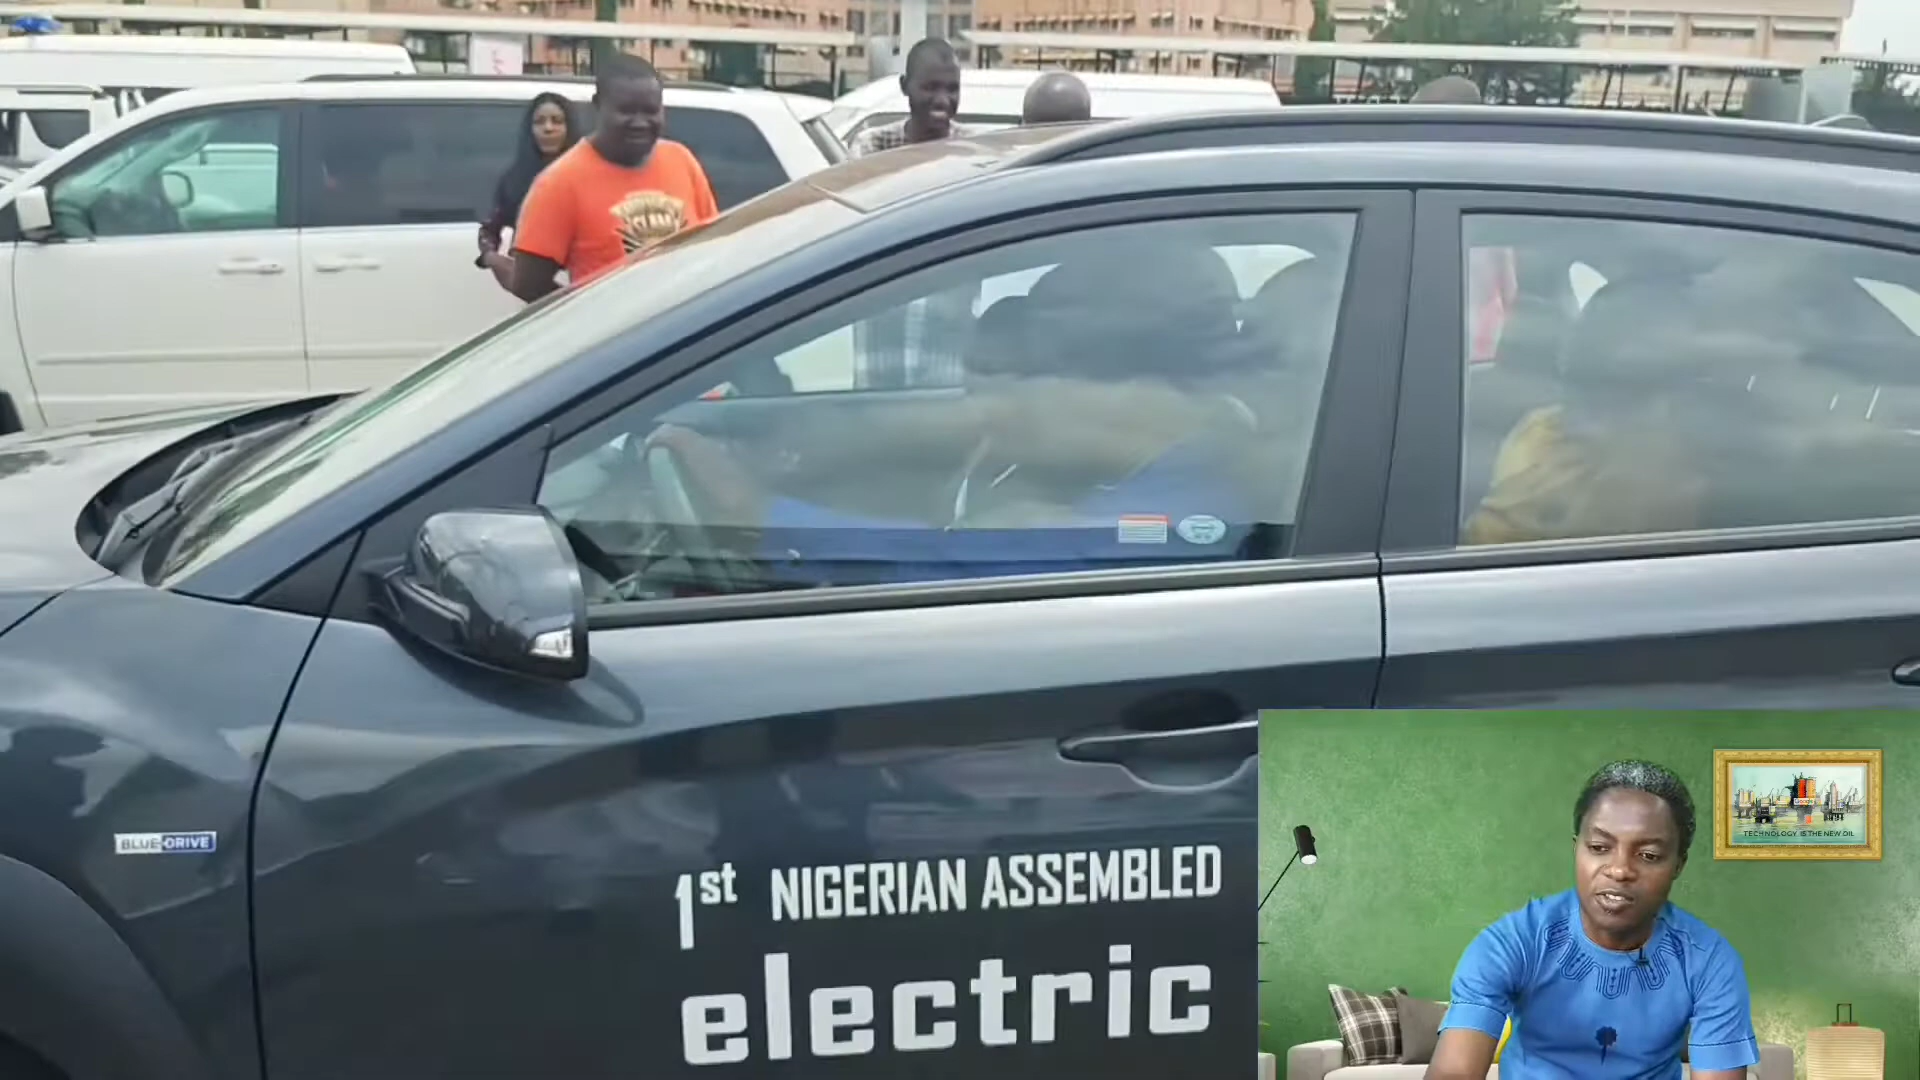 BLUE-DRIVE
1st NIGERIAN ASSEMBLED
electric
TECHNOLOGY IS THE NEW OIL